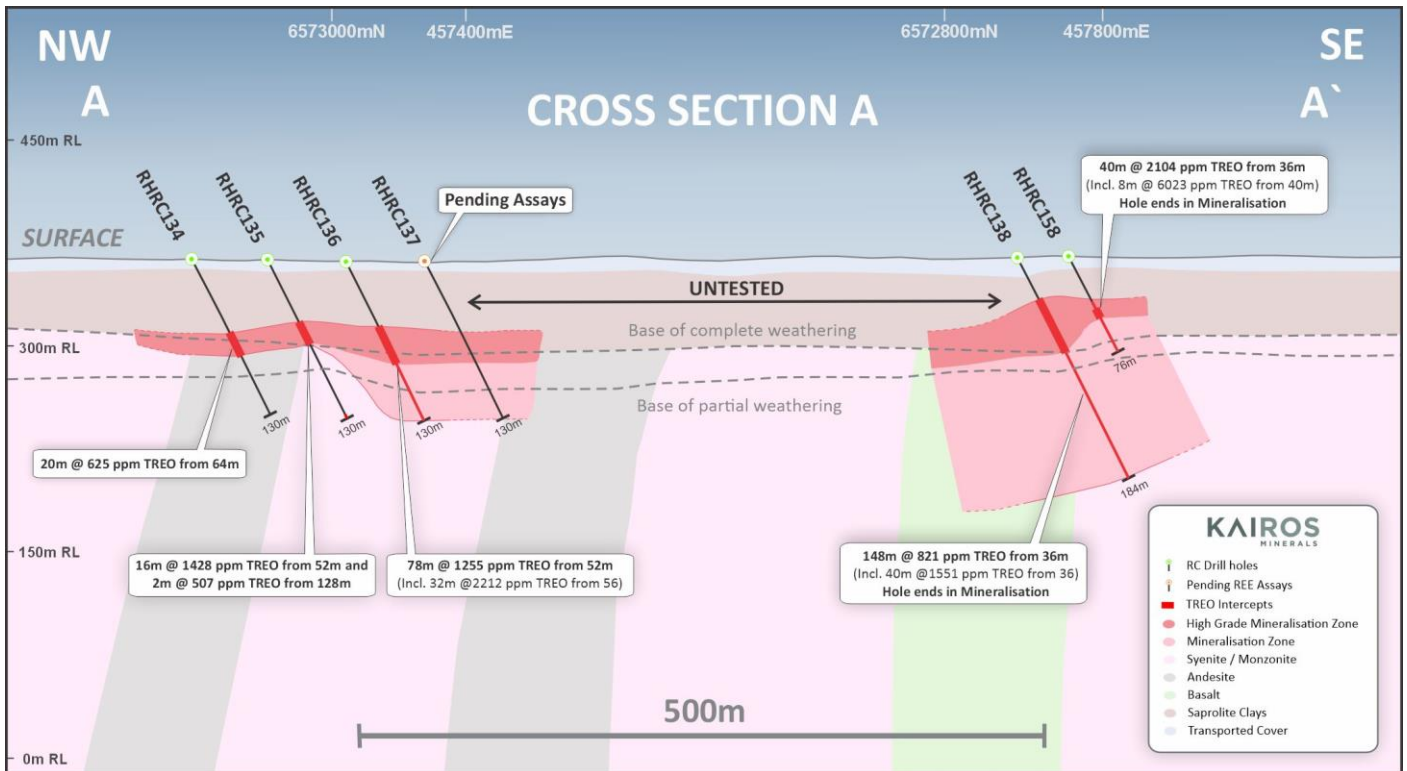 6573000mN
457400mE
6572800mN
457800mE
NW
SE
A
CROSS SECTION A
A`
450m RL
RHRC134
RHRC135
RHRC136
RHRC137
Pending Assays
RHRC138
RHRC158
40m @ 2104 ppm TREO from 36m
(Incl. 8m @ 6023 ppm TREO from 40m)
Hole ends in Mineralisation
SURFACE
UNTESTED
Base of complete weathering
300m RL
76m
Base of partial weathering
130m
130m
130m
130m
20m @ 625 ppm TREO from 64m
184m
150m RL
16m @ 1428 ppm TREO from 52m and
2m @ 507 ppm TREO from 128m
78m @ 1255 ppm TREO from 52m
(Incl. 32m @2212 ppm TREO from 56)
148m @ 821 ppm TREO from 36m
(Incl. 40m @1551 ppm TREO from 36)
Hole ends in Mineralisation
KAIROS
MINERALS
RC Drill holes
Pending REE Assays
TREO Intercepts
High Grade Mineralisation Zone
Mineralisation Zone
Syenite / Monzonite
Andesite
Basalt
Saprolite Clays
Transported Cover
500m
0m RL